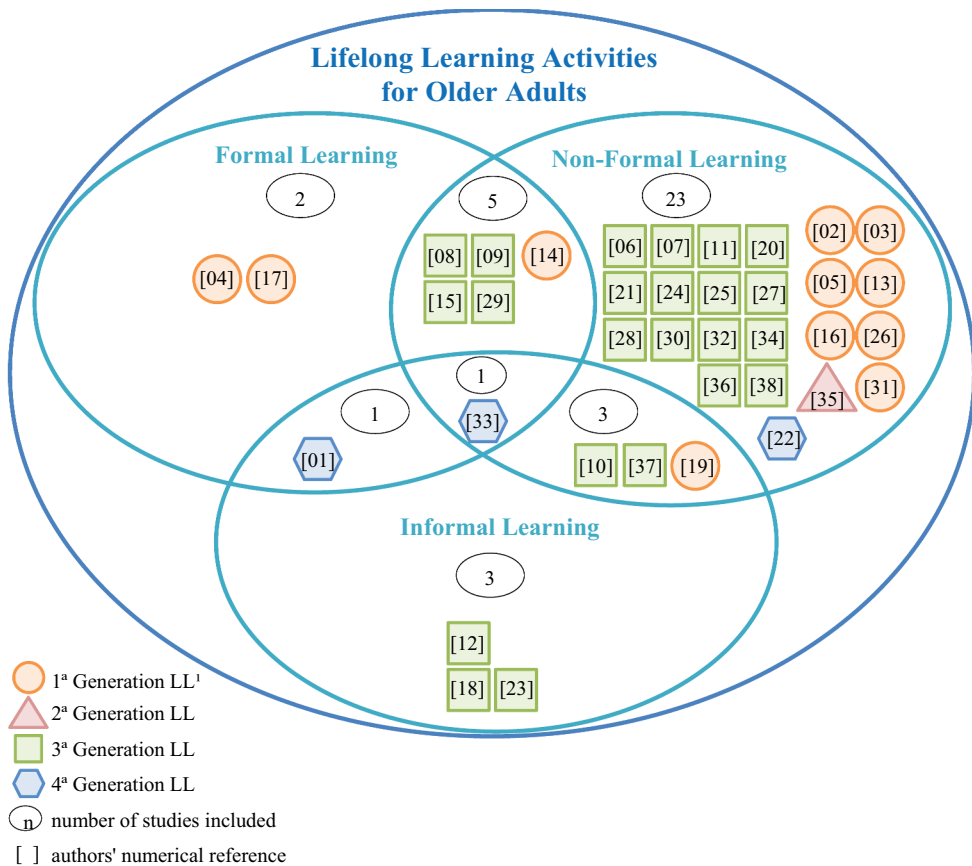 Lifelong Learning Activities
for Older Adults
Formal Learning
2
[04] [17]
5
[08] [09] [14]
[15] [29]
Non-Formal Learning
23
[06] [07] [11] [20]
[21] [24] [25] [27]
[28] [30] [32] [34]
[36] [38]
[02] [03]
[05] [13]
[16] [26]
[35] [31]
[22]
1
[01]
1
[33]
3
[10] [37] [19]
Informal Learning
3
[12]
[18] [23]
1ª Generation LL¹
2ª Generation LL
3ª Generation LL
4ª Generation LL
n number of studies included
[ ] authors' numerical reference